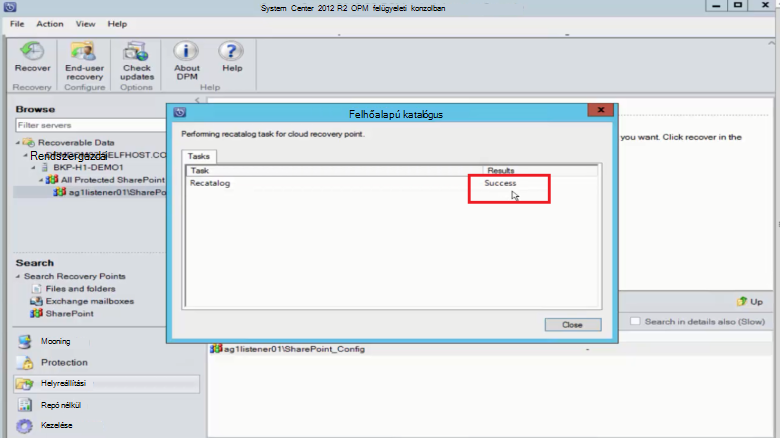 System Center 2012 R2 OPM felügyeleti konzolban
File Action View Help
Recover
End-user recovery
Check updates
About DPM
Help
Recovery Configure Options Help
Browse
Filter servers
Recoverable Data
Rendszergazdai ELFHOST.CO
BKP-H1-DEMO1
All Protected SharePoint
ag1listener01\SharePo
Search
Search Recovery Points
Files and folders
Exchange mailboxes
SharePoint
Mooning
Protection
Helyreállítási
Repó nélkül
Kezelése
Felhőalapú katalógus
Performing recatalog task for cloud recovery point.
Tasks
Task Results
Recatalog Success
Close
you want. Click recover in the
Up
Search in details also (Slow)
ag1listener01\SharePoint_Config -